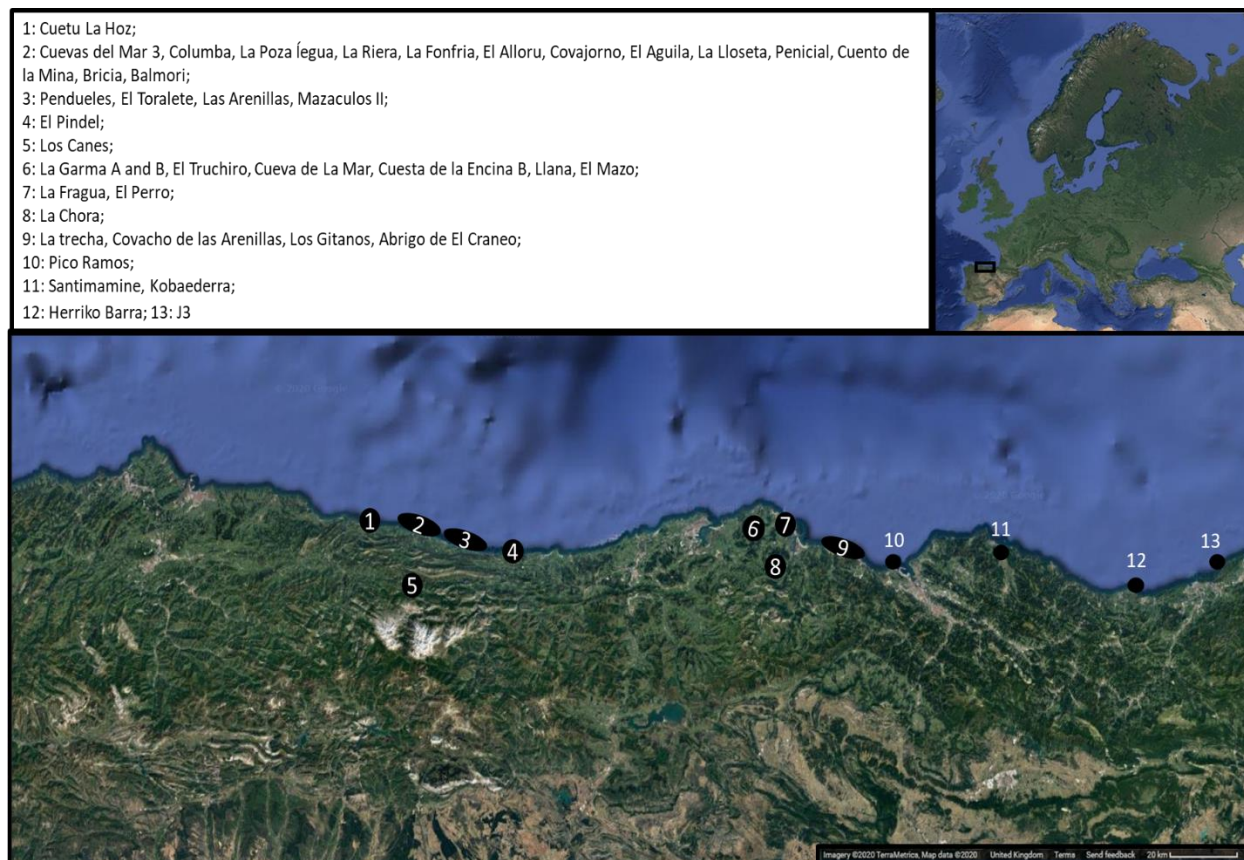 1: Cuetu La Hoz;
2: Cuevas del Mar 3, Columba, La Poza Íegua, La Riera, La Fonfria, El Alloru, Covajorno, El Aguila, La Lloseta, Penicial, Cuento de
la Mina, Bricia, Balmori;
3: Pendueles, El Toralete, Las Arenillas, Mazaculos II;
4: El Pindel;
5: Los Canes;
6: La Garma A and B, El Truchiro, Cueva de La Mar, Cuesta de la Encina B, Llana, El Mazo;
7: La Fragua, El Perro;
8: La Chora;
9: La trecha, Covacho de las Arenillas, Los Gitanos, Abrigo de El Craneo;
10: Pico Ramos;
11: Santimamine, Kobaederra;
12: Herriko Barra; 13: J3
© 2020 Google
© 2020 Google
1
2
3
4
5
6
7
8
9
10
11
12
13
Imagery ©2020 TerraMetrics, Map data ©2020 United Kingdom Terms Send feedback 20 km